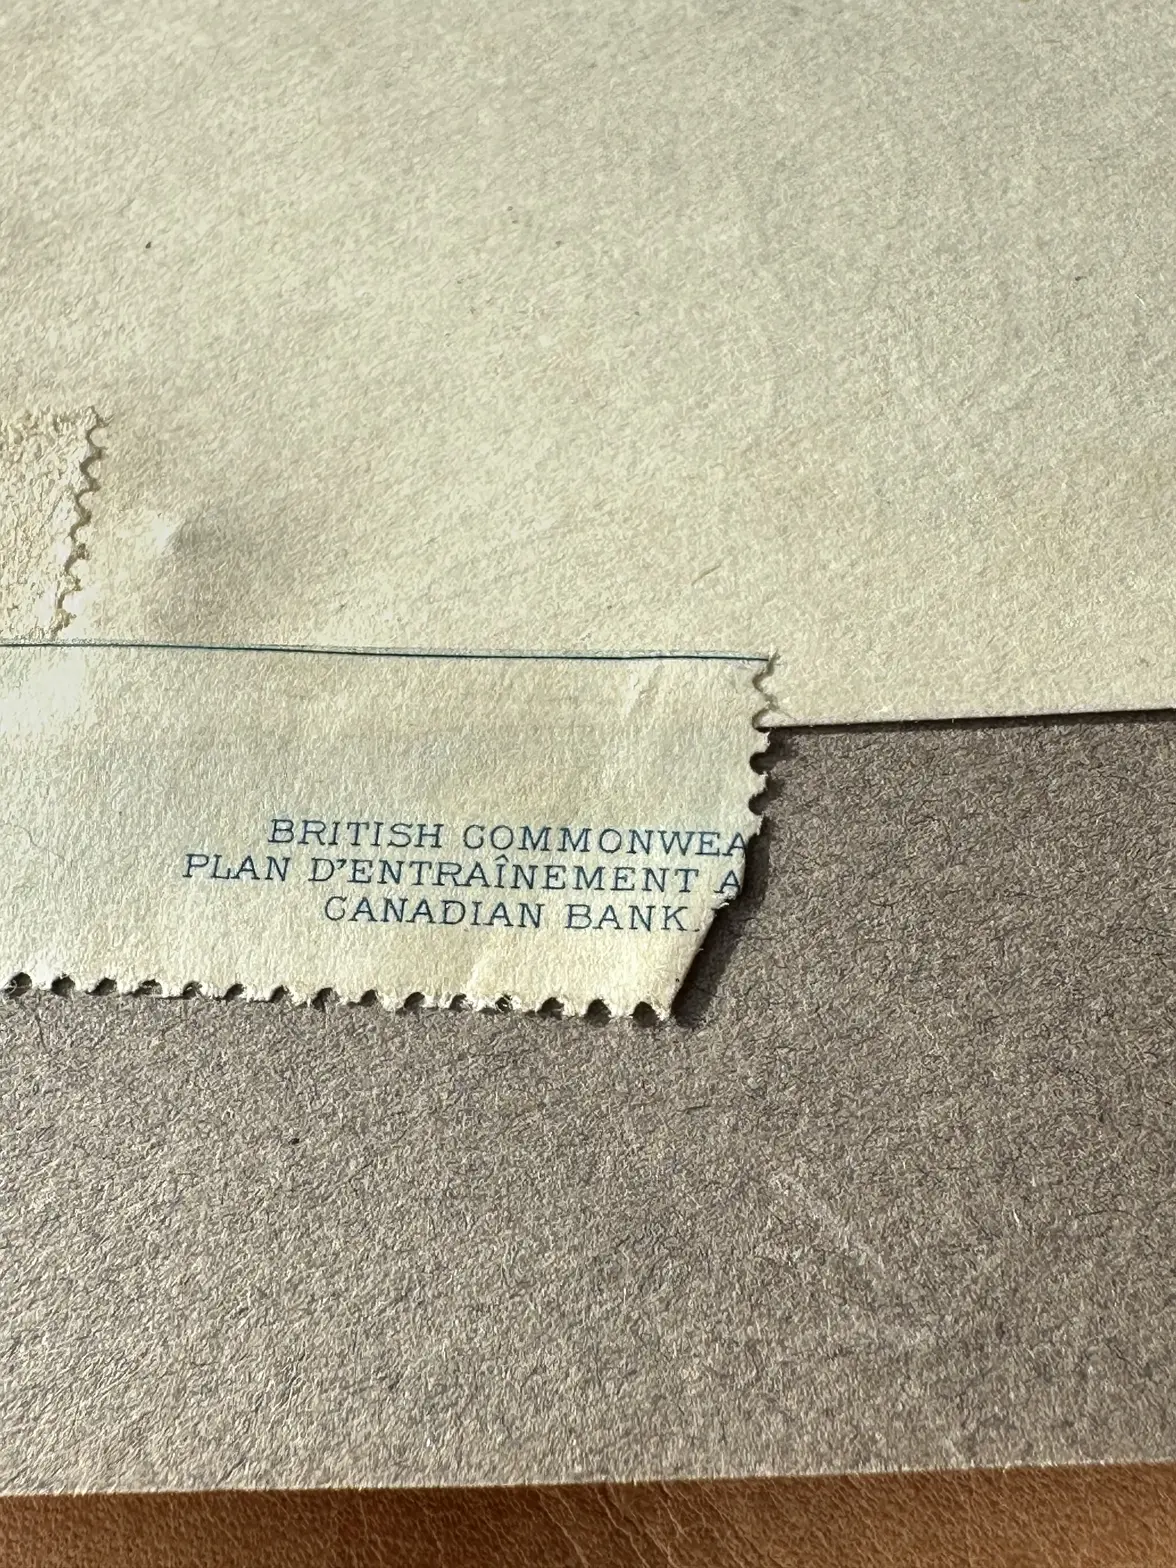 BRITISH COMMONWEA
PLAN D'ENTRAÎNEMENT A
CANADIAN BANK